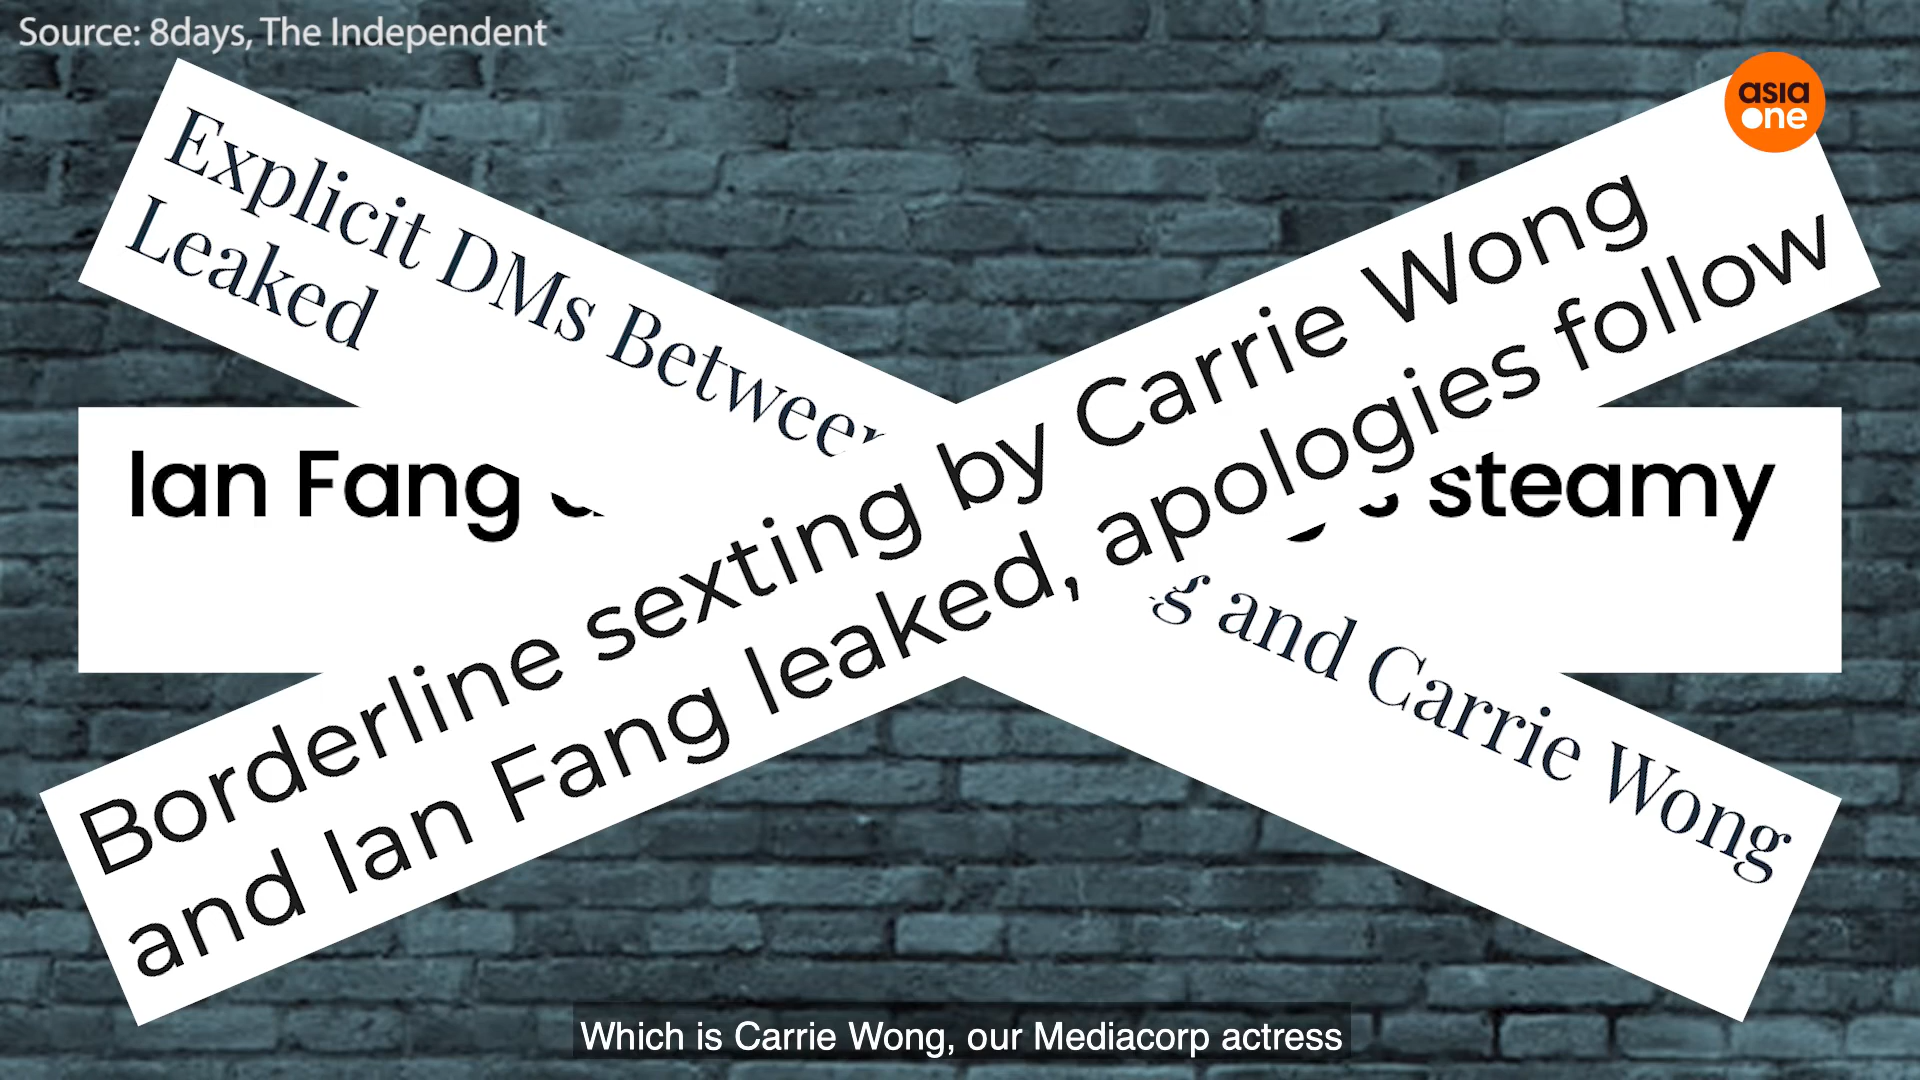 Source: 8days, The Independent
asia
one
Explicit DMs Between
Leaked
and Carrie Wong
Ian Fang
steamy
Borderline sexting by Carrie Wong
and Ian Fang leaked, apologies follow
Which is Carrie Wong, our Mediacorp actress